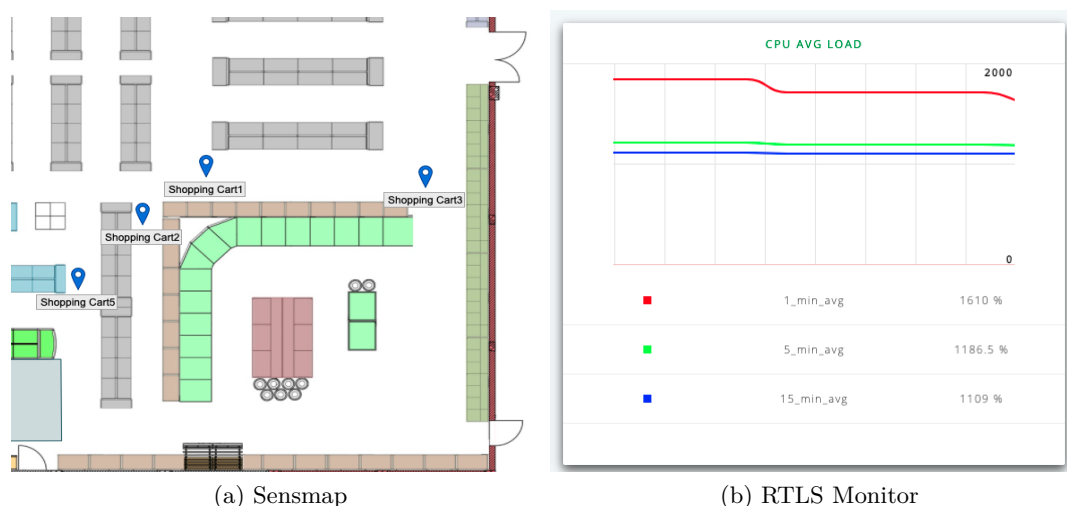 Shopping Cart1
Shopping Cart3
Shopping Cart2
Shopping Cart5
(a) Sensmap
CPU AVG LOAD
2000
0
1_min_avg 1610 %
5_min_avg 1186.5 %
15_min_avg 1109 %
(b) RTLS Monitor